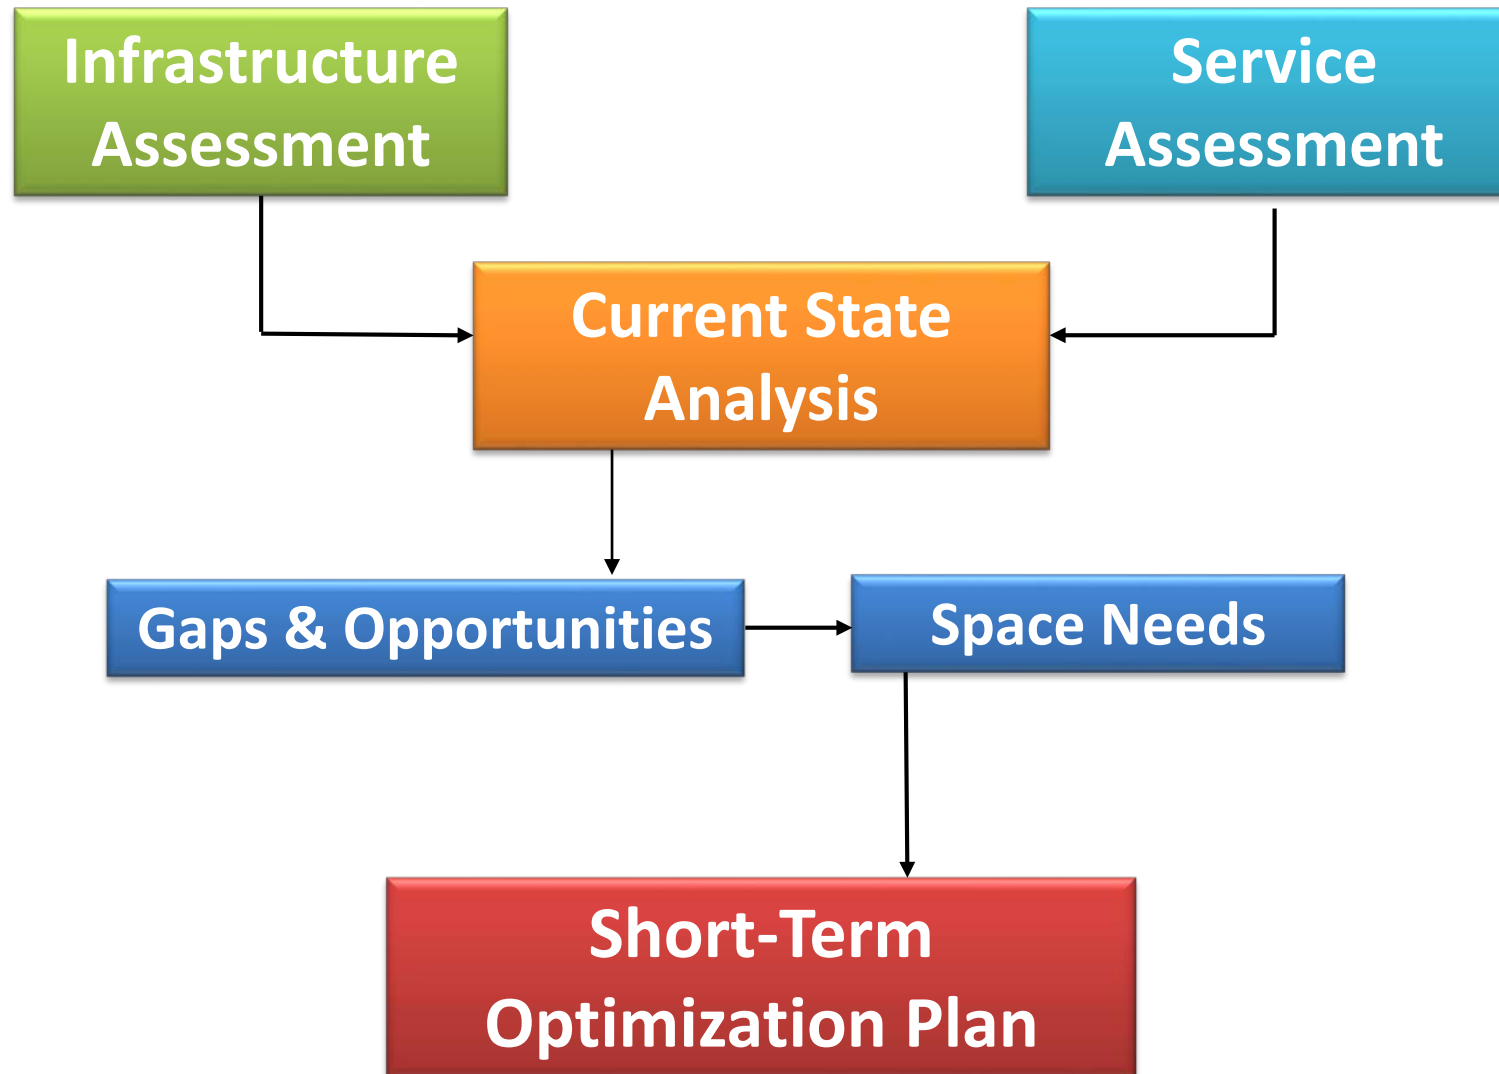 Infrastructure
Assessment
Service
Assessment
Current State
Analysis
Gaps & Opportunities
Space Needs
Short-Term
Optimization Plan